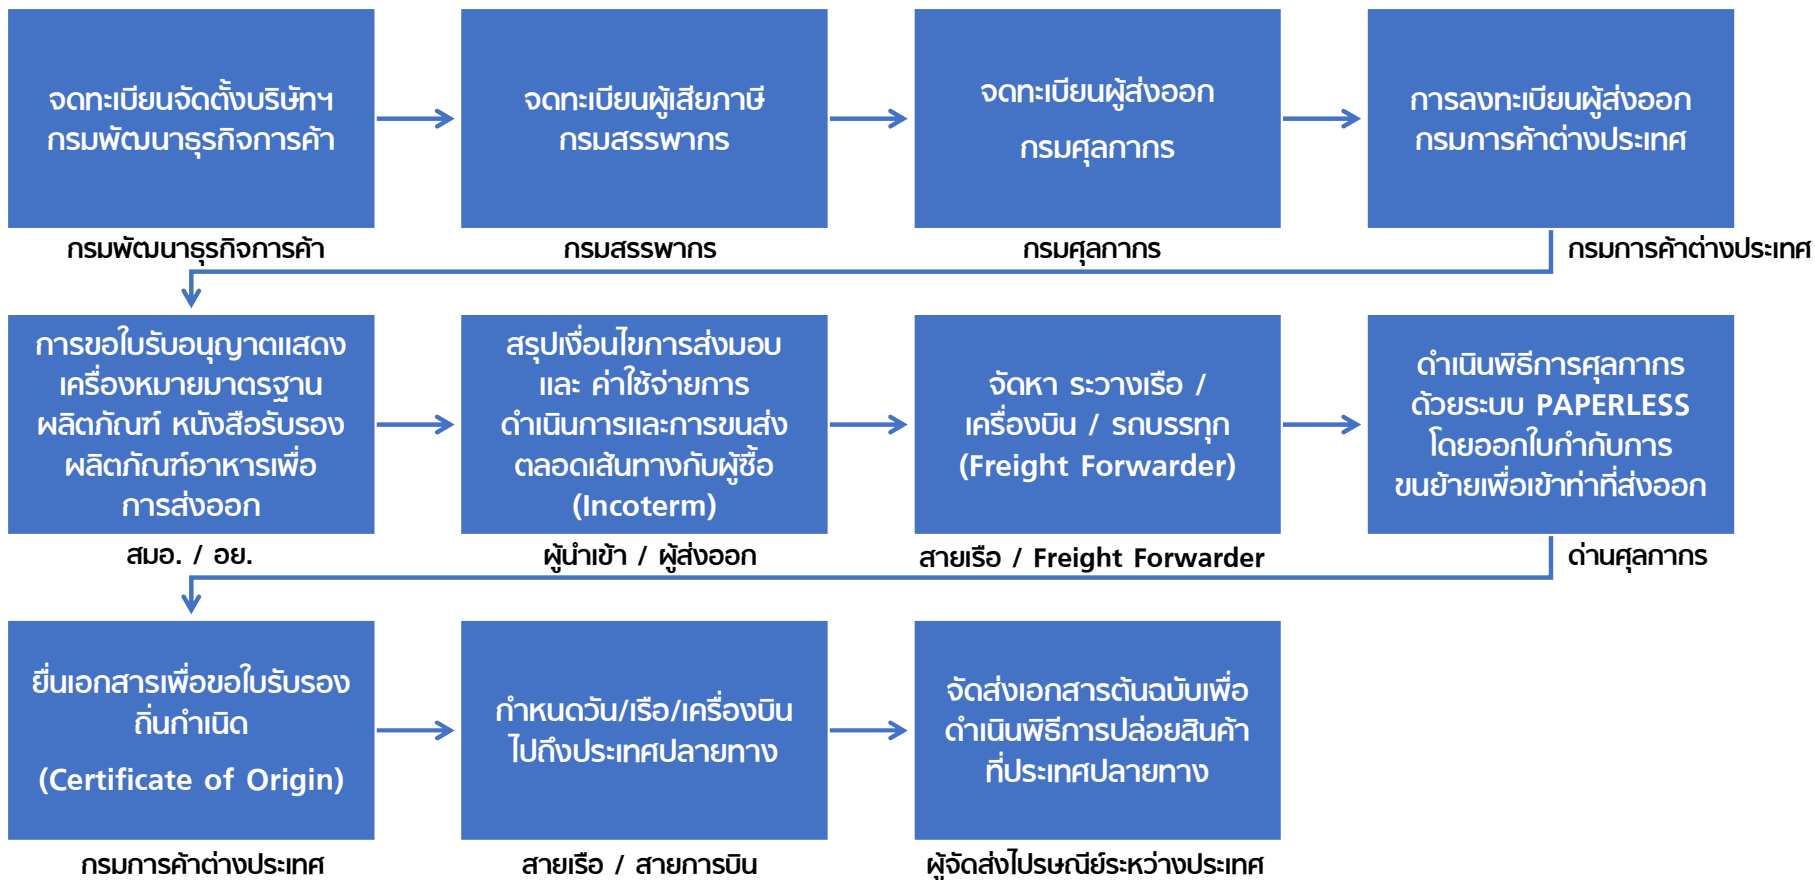 จดทะเบียนจัดตั้งบริษัทฯ
กรมพัฒนาธุรกิจการค้า
จดทะเบียนผู้เสียภาษี
กรมสรรพากร
จดทะเบียนผู้ส่งออก
กรมศุลกากร
การลงทะเบียนผู้ส่งออก
กรมการค้าต่างประเทศ
กรมพัฒนาธุรกิจการค้า
กรมสรรพากร
กรมศุลกากร
กรมการค้าต่างประเทศ
การขอใบรับอนุญาตแสดง
เครื่องหมายมาตรฐาน
ผลิตภัณฑ์ หนังสือรับรอง
ผลิตภัณฑ์อาหารเพื่อ
การส่งออก
สรุปเงื่อนไขการส่งมอบ
และ ค่าใช้จ่ายการ
ดำเนินการและการขนส่ง
ตลอดเส้นทางกับผู้ซื้อ
(Incoterm)
จัดหา ระวางเรือ /
เครื่องบิน / รถบรรทุก
(Freight Forwarder)
ดำเนินพิธีการศุลกากร
ด้วยระบบ PAPERLESS
โดยออกใบกำกับการ
ขนย้ายเพื่อเข้าท่าที่ส่งออก
สมอ. / อย.
ผู้นำเข้า / ผู้ส่งออก
สายเรือ / Freight Forwarder
ด่านศุลกากร
ยื่นเอกสารเพื่อขอใบรับรอง
ถิ่นกำเนิด
(Certificate of Origin)
กำหนดวัน/เรือ/เครื่องบิน
ไปถึงประเทศปลายทาง
จัดส่งเอกสารต้นฉบับเพื่อ
ดำเนินพิธีการปล่อยสินค้า
ที่ประเทศปลายทาง
กรมการค้าต่างประเทศ
สายเรือ / สายการบิน
ผู้จัดส่งไปรษณีย์ระหว่างประเทศ